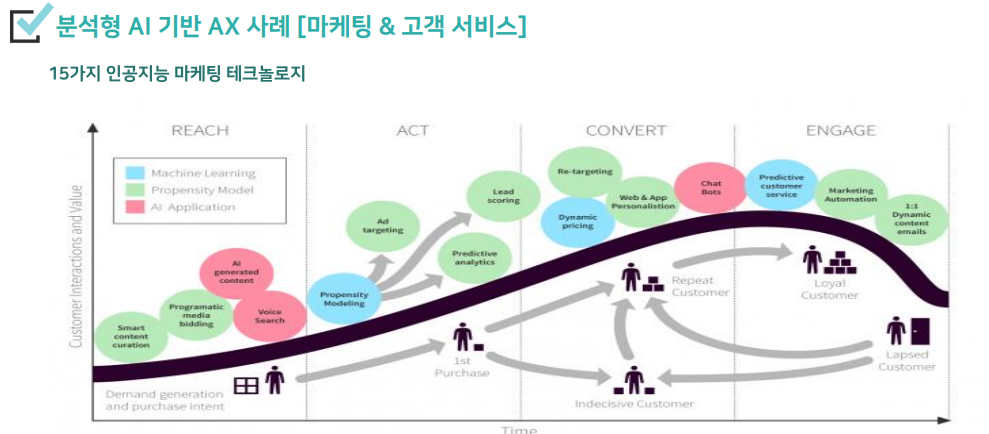 분석형 AI 기반 AX 사례 [마케팅 & 고객 서비스]
15가지 인공지능 마케팅 테크놀로지
REACH
ACT
CONVERT
ENGAGE
Customer Interactions and Value
Machine Learning
Propensity Model
AI Application
Smart
content
curation
Programatic
media
bidding
AI
generated
content
Voice
Search
Propensity
Modeling
Ad
targeting
Predictive
analytics
Lead
scoring
Re-targeting
Dynamic
pricing
Web & App
Personalistion
Chat
Bots
Predictive
customer
service
Marketing
Automation
1:1
Dynamic
content
emails
Demand generation
and purchase intent
1st
Purchase
Repeat
Customer
Indecisive Customer
Loyal
Customer
Lapsed
Customer
Time